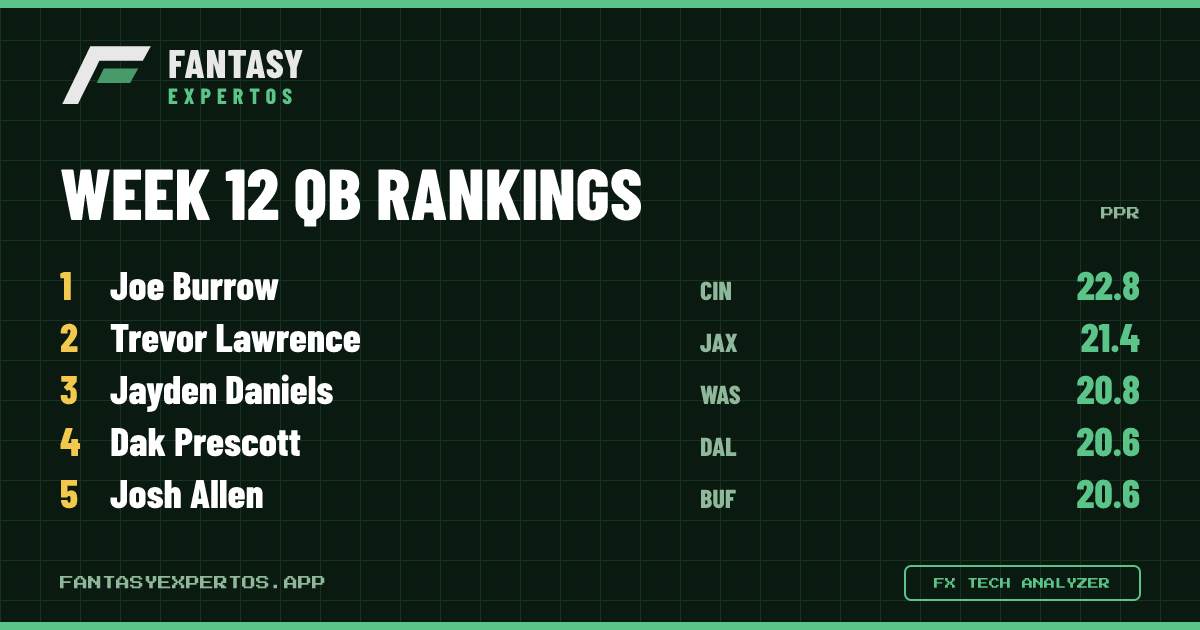 FANTASY
EXPERTOS
WEEK 12 QB RANKINGS
PPR
1 Joe Burrow CIN 22.8
2 Trevor Lawrence JAX 21.4
3 Jayden Daniels WAS 20.8
4 Dak Prescott DAL 20.6
5 Josh Allen BUF 20.6
FANTASYEXPERTOS.APP
FX TECH ANALYZER